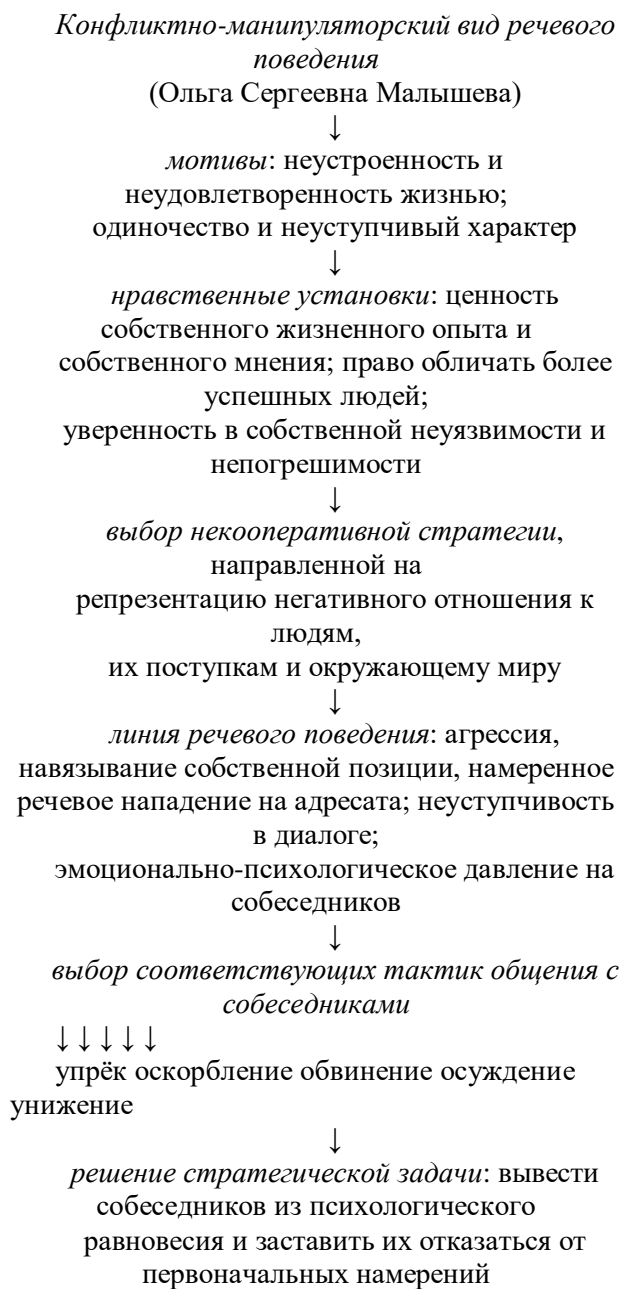 Конфликтно-манипуляторский вид речевого
поведения
(Ольга Сергеевна Малышева)
↓
мотивы: неустроенность и
неудовлетворенность жизнью;
одиночество и неуступчивый характер
↓
нравственные установки: ценность
собственного жизненного опыта и
собственного мнения; право обличать более
успешных людей;
уверенность в собственной неуязвимости и
непогрешимости
↓
выбор некооперативной стратегии,
направленной на
репрезентацию негативного отношения к
людям,
их поступкам и окружающему миру
↓
линия речевого поведения: агрессия,
навязывание собственной позиции, намеренное
речевое нападение на адресата; неуступчивость
в диалоге;
эмоционально-психологическое давление на
собеседников
↓
выбор соответствующих тактик общения с
собеседниками
↓ ↓ ↓ ↓ ↓
упрёк оскорбление обвинение осуждение
унижение
↓
решение стратегической задачи: вывести
собеседников из психологического
равновесия и заставить их отказаться от
первоначальных намерений